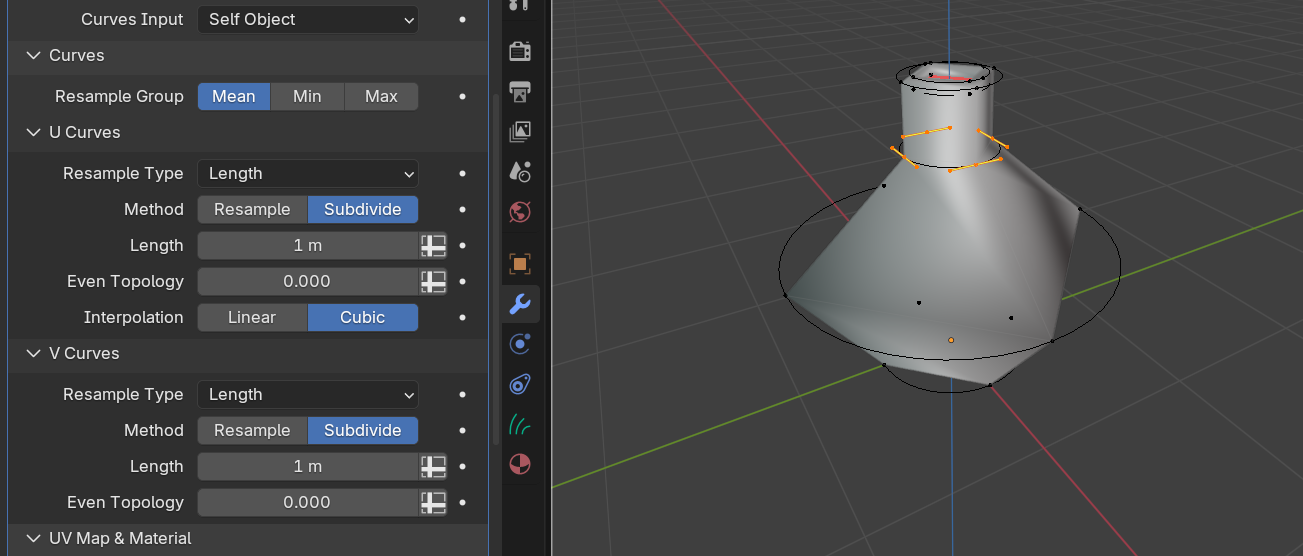 Curves Input Self Object
Curves
Resample Group Mean Min Max
U Curves
Resample Type Length
Method Resample Subdivide
Length 1 m
Even Topology 0.000
Interpolation Linear Cubic
V Curves
Resample Type Length
Method Resample Subdivide
Length 1 m
Even Topology 0.000
UV Map & Material